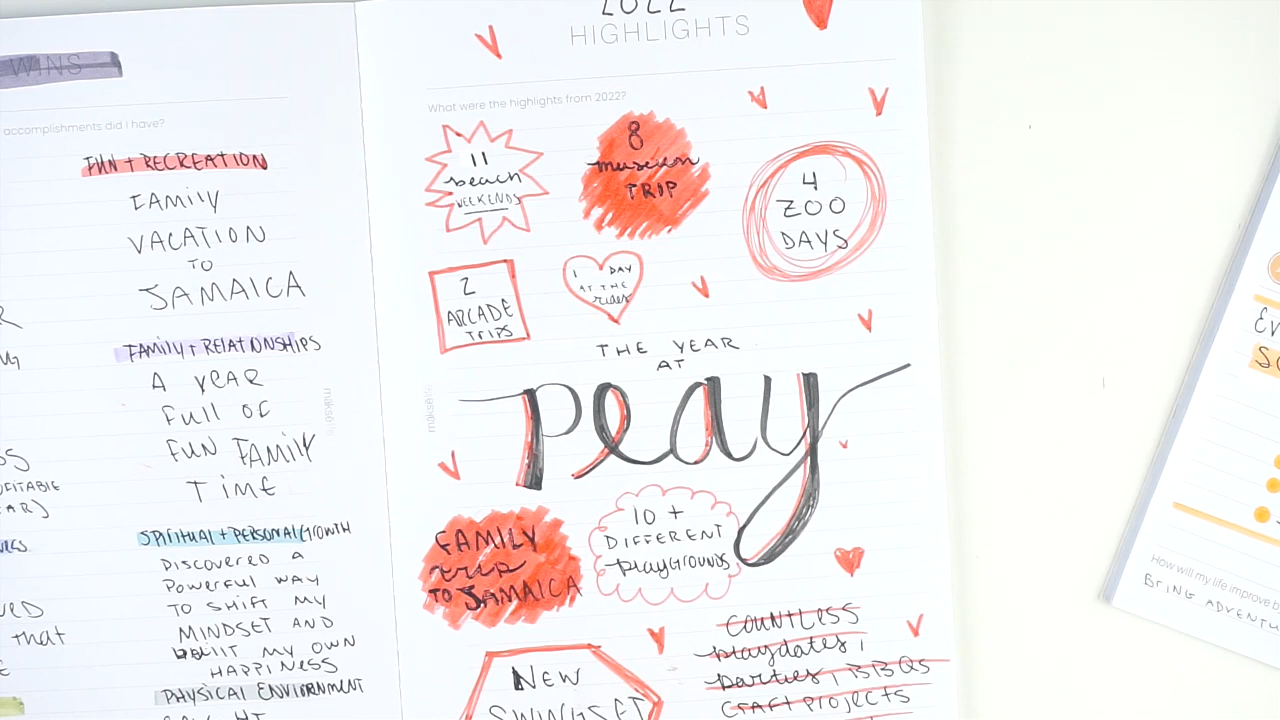 WINS
accomplishments did I have?
FUN + RECREATION
FAMILY
VACATION
TO
JAMAICA
FAMILY + RELATIONSHIPS
A YEAR
FULL OF
FUN FAMILY
TIME
SPIRITUAL + PERSONAL GROWTH
DISCOVERED A
POWERFUL WAY
TO SHIFT MY
MINDSET AND
BUILT MY OWN
HAPPINESS
PHYSICAL ENVIORNMENT
THAT
2022
HIGHLIGHTS
What were the highlights from 2022?
11
beach
WEEKENDS
8
museum
TRIP
4
ZOO
DAYS
2
ARCADE
TRIPS
1 DAY
AT THE
rides
THE YEAR
AT
play
FAMILY
trip
TO JAMAICA
10 +
DIFFERENT
PLAYGROUNDS
COUNTLESS
playdates,
parties, BBQs
CRAFT projects
NEW
SWINGSET
How will my life improve b
BRING ADVENTU